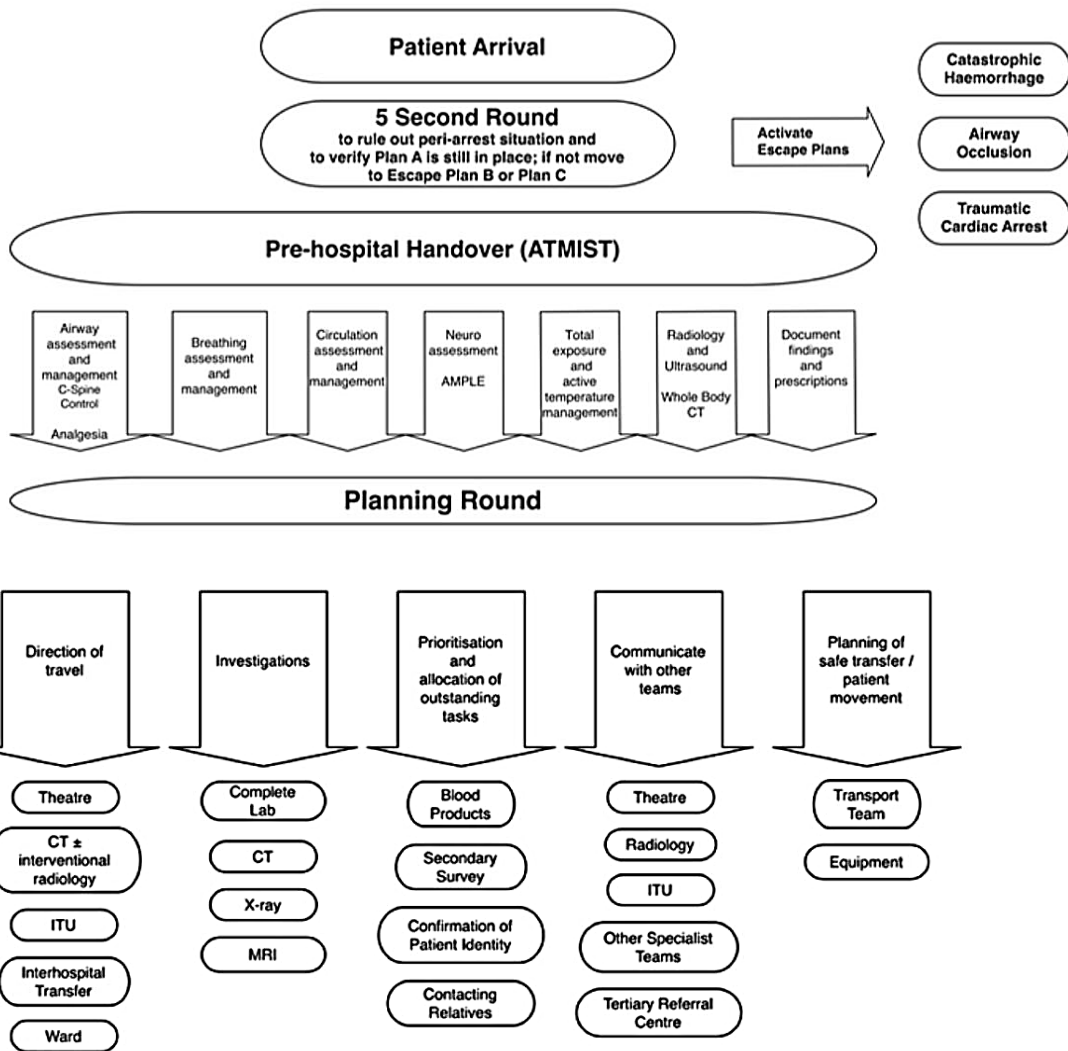 Patient Arrival
5 Second Round
to rule out peri-arrest situation and
to verify Plan A is still in place; if not move
to Escape Plan B or Plan C
Activate
Escape Plans
Catastrophic
Haemorrhage
Airway
Occlusion
Traumatic
Cardiac Arrest
Pre-hospital Handover (ATMIST)
Airway
assessment
and
management
C-Spine
Control
Analgesia
Breathing
assessment
and
management
Circulation
assessment
and
management
Neuro
assessment
AMPLE
Total
exposure
and
active
temperature
management
Radiology
and
Ultrasound
Whole Body
CT
Document
findings
and
prescriptions
Planning Round
Direction of
travel
Theatre
CT ±
interventional
radiology
ITU
Interhospital
Transfer
Ward
Investigations
Complete
Lab
CT
X-ray
MRI
Prioritisation
and
allocation of
outstanding
tasks
Blood
Products
Secondary
Survey
Confirmation of
Patient Identity
Contacting
Relatives
Communicate
with other
teams
Theatre
Radiology
ITU
Other Specialist
Teams
Tertiary Referral
Centre
Planning of
safe transfer /
patient
movement
Transport
Team
Equipment